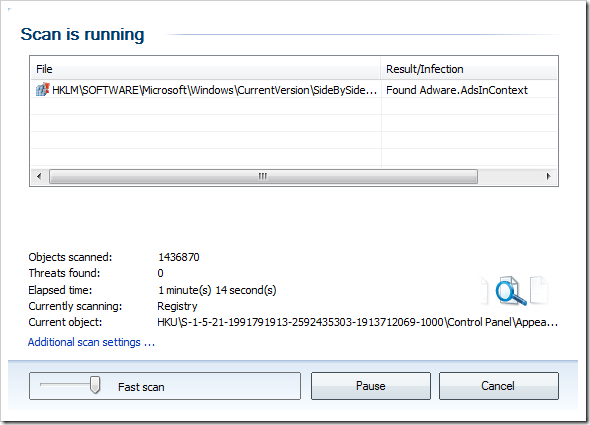 Scan is running
File Result/Infection
HKLM\SOFTWARE\Microsoft\Windows\CurrentVersion\SideBySide... Found Adware.AdsInContext
Objects scanned: 1436870
Threats found: 0
Elapsed time: 1 minute(s) 14 second(s)
Currently scanning: Registry
Current object: HKU\S-1-5-21-1991791913-2592435303-1913712069-1000\Control Panel\Appea...
Additional scan settings ...
Fast scan Pause Cancel